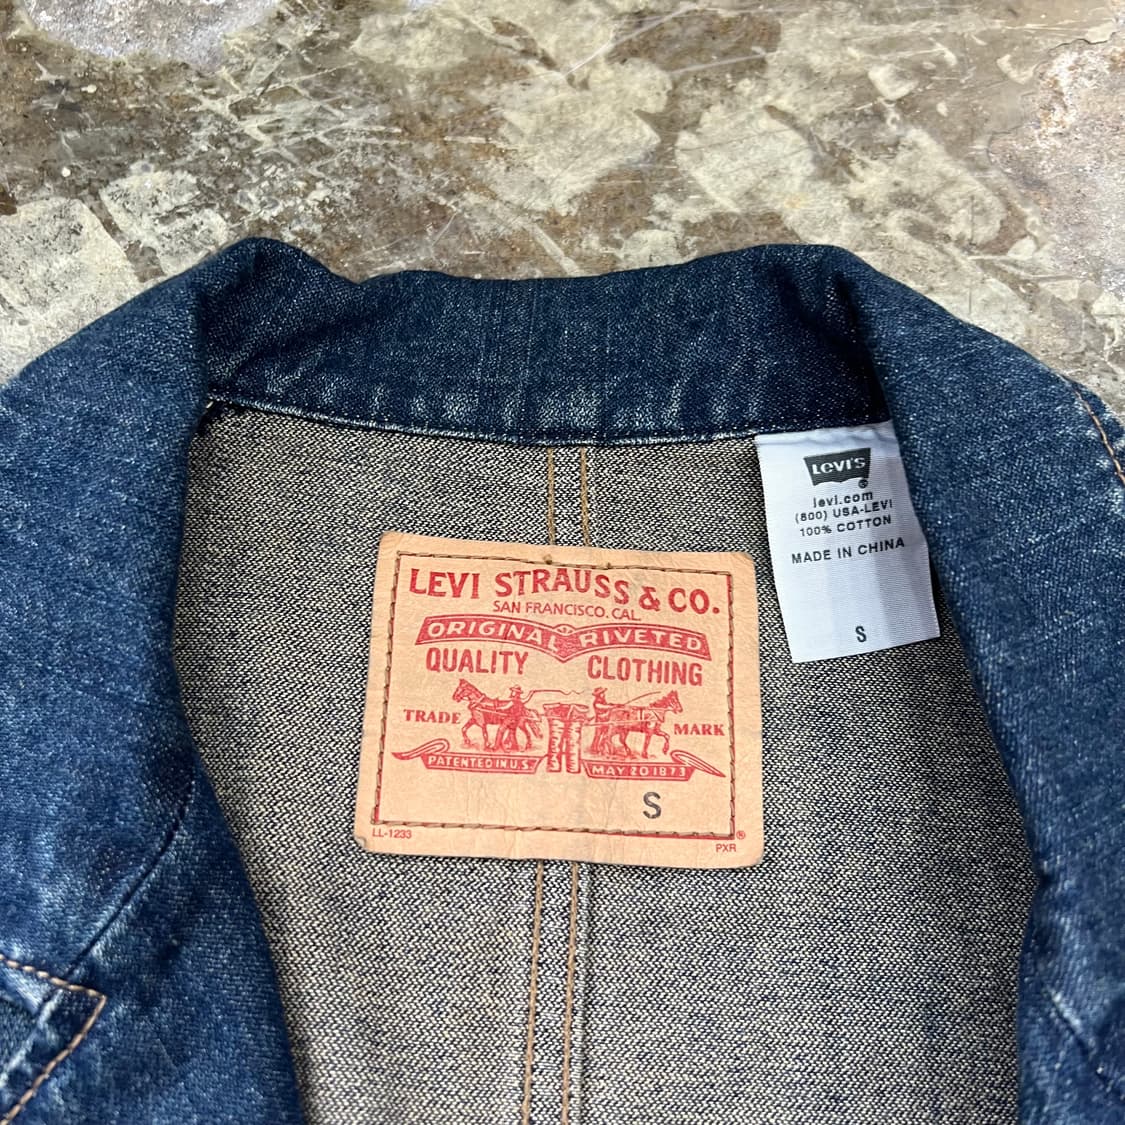 LEVI STRAUSS & CO.
SAN FRANCISCO. CAL.
ORIGINAL RIVETED
QUALITY CLOTHING
TRADE MARK
PATENTED IN U.S. MAY 20 1873
S
LL-1233 ®
PXR
LEVI'S ®
levi.com
(800) USA-LEVI
100% COTTON
MADE IN CHINA
S